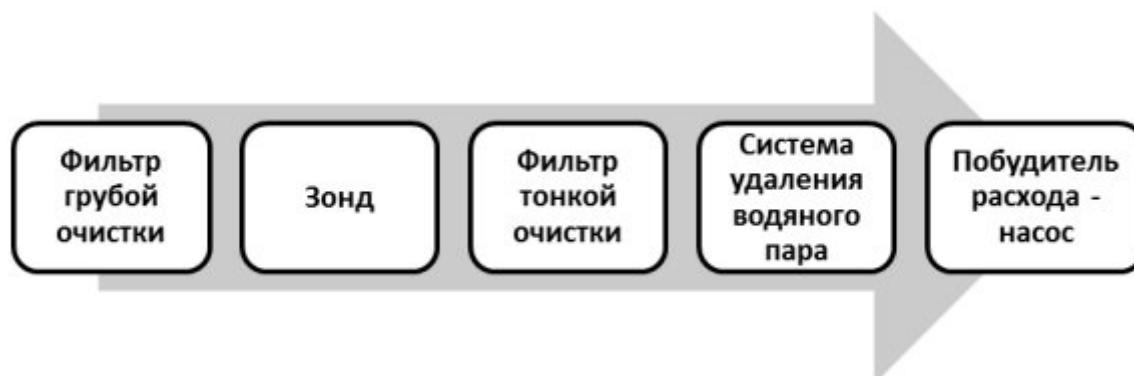 Фильтр
грубой
очистки
Зонд
Фильтр
тонкой
очистки
Система
удаления
водяного
пара
Побудитель
расхода -
насос